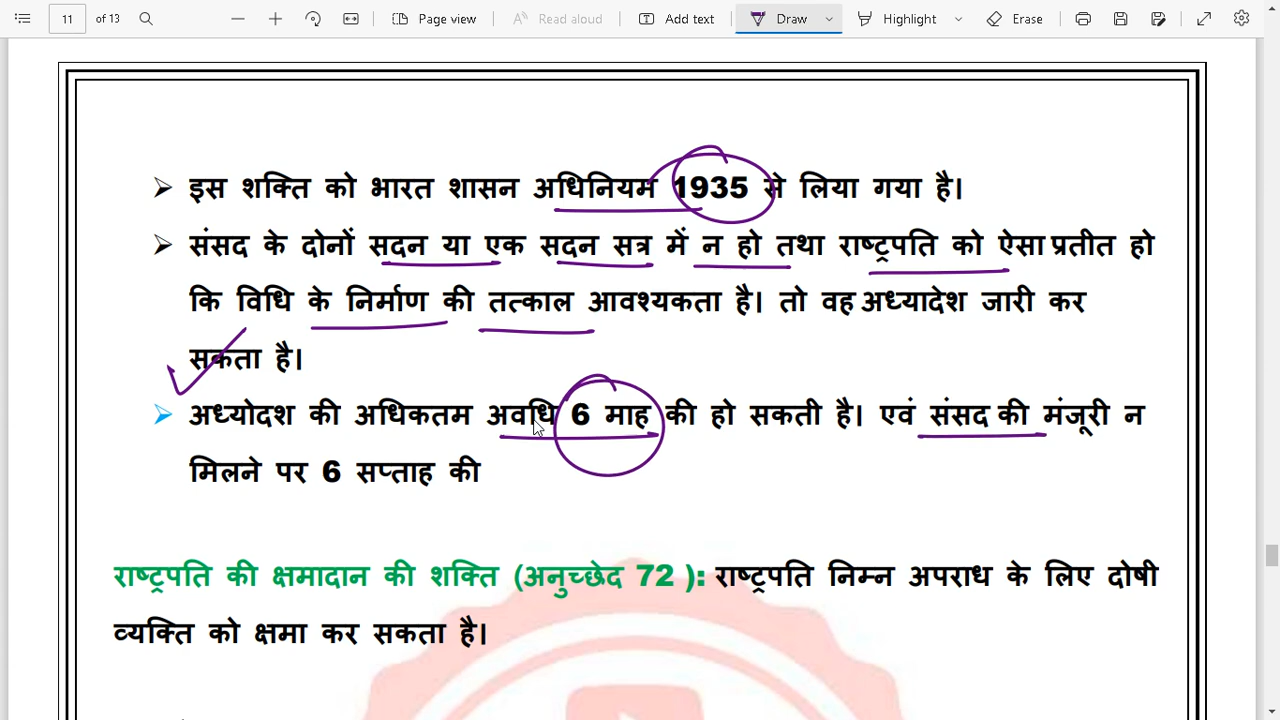 11 of 13 Page view Read aloud Add text Draw Highlight Erase
➢ इस शक्ति को भारत शासन अधिनियम 1935 से लिया गया है।
➢ संसद के दोनों सदन या एक सदन सत्र में न हो तथा राष्ट्रपति को ऐसा प्रतीत हो
कि विधि के निर्माण की तत्काल आवश्यकता है। तो वह अध्यादेश जारी कर
सकता है।
➢ अध्योदश की अधिकतम अवधि 6 माह की हो सकती है। एवं संसद की मंजूरी न
मिलने पर 6 सप्ताह की
राष्ट्रपति की क्षमादान की शक्ति (अनुच्छेद 72 ): राष्ट्रपति निम्न अपराध के लिए दोषी
व्यक्ति को क्षमा कर सकता है।